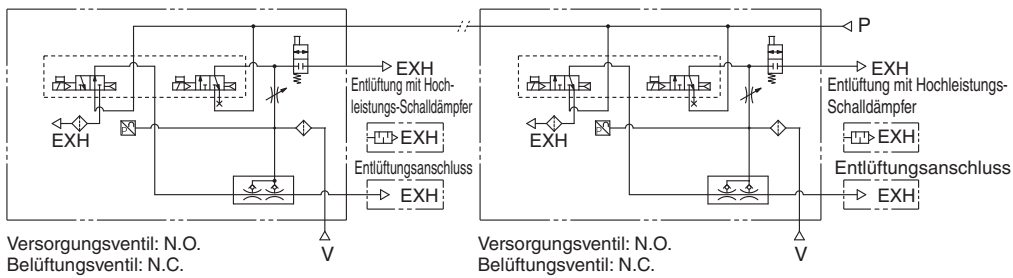 P
EXH
Entlüftung mit Hoch-
leistungs-Schalldämpfer
EXH
EXH
Entlüftungsanschluss
EXH
V
Versorgungsventil: N.O.
Belüftungsventil: N.C.
EXH
Entlüftung mit Hochleistungs-
Schalldämpfer
EXH
EXH
Entlüftungsanschluss
EXH
V
Versorgungsventil: N.O.
Belüftungsventil: N.C.